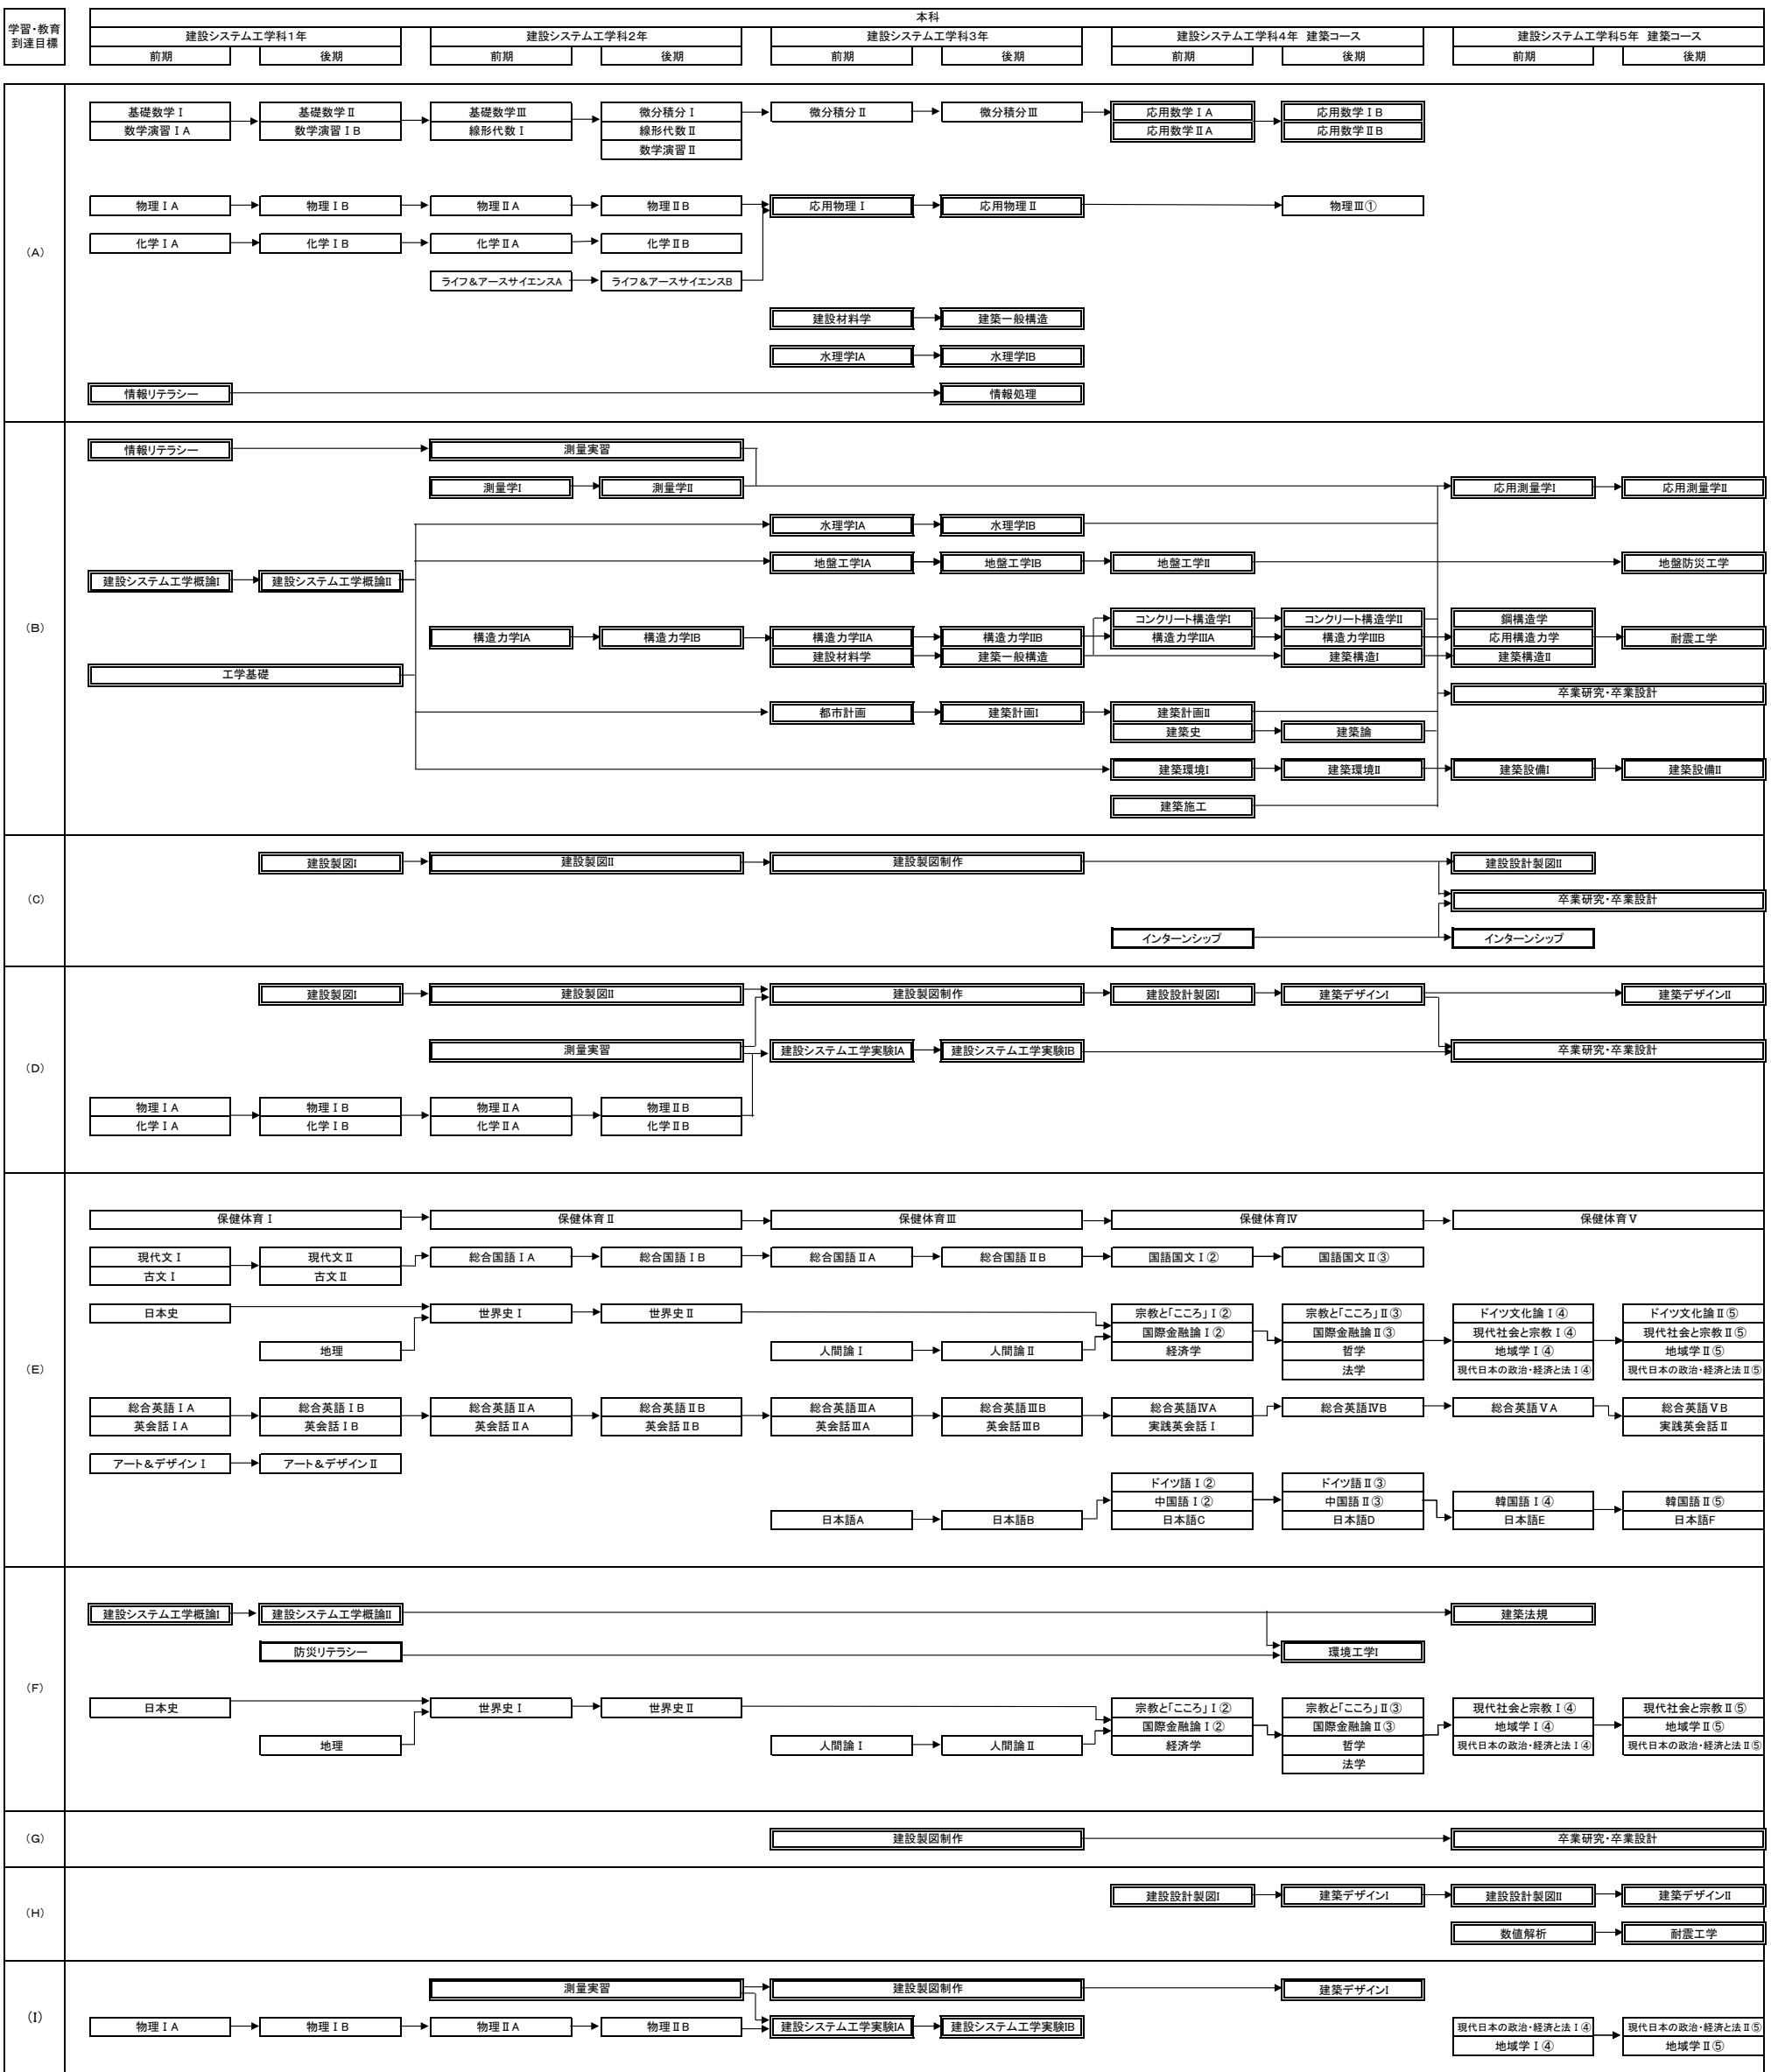 学習・教育
到達目標
本科
建設システム工学科1年 建設システム工学科2年 建設システム工学科3年 建設システム工学科4年 建築コース 建設システム工学科5年 建築コース
前期 後期 前期 後期 前期 後期 前期 後期 前期 後期
(A)
基礎数学Ⅰ 基礎数学Ⅱ 基礎数学Ⅲ 微分積分Ⅰ 微分積分Ⅱ 微分積分Ⅲ 応用数学ⅠA 応用数学ⅠB
数学演習ⅠA 数学演習ⅠB 線形代数Ⅰ 線形代数Ⅱ 応用数学ⅡA 応用数学ⅡB
数学演習Ⅱ
物理ⅠA 物理ⅠB 物理ⅡA 物理ⅡB 応用物理Ⅰ 応用物理Ⅱ 物理Ⅲ①
化学ⅠA 化学ⅠB 化学ⅡA 化学ⅡB
ライフ&アースサイエンスA ライフ&アースサイエンスB
建設材料学 建築一般構造
水理学IA 水理学IB
情報リテラシー 情報処理
(B)
情報リテラシー 測量実習
測量学I 測量学II 応用測量学I 応用測量学II
水理学IA 水理学IB
地盤工学IA 地盤工学IB 地盤工学II 地盤防災工学
建設システム工学概論I 建設システム工学概論II
コンクリート構造学I コンクリート構造学II 鋼構造学
構造力学IA 構造力学IB 構造力学IIA 構造力学IIB 構造力学IIIA 構造力学IIIB 応用構造力学 耐震工学
建設材料学 建築一般構造 建築構造I 建築構造II
工学基礎
卒業研究・卒業設計
都市計画 建築計画I 建築計画II
建築史 建築論
建築環境I 建築環境II 建築設備I 建築設備II
建築施工
(C)
建設製図I 建設製図II 建設製図制作 建設設計製図II
卒業研究・卒業設計
インターンシップ インターンシップ
(D)
建設製図I 建設製図II 建設製図制作 建設設計製図I 建築デザインI 建築デザインII
測量実習 建設システム工学実験IA 建設システム工学実験IB 卒業研究・卒業設計
物理ⅠA 物理ⅠB 物理ⅡA 物理ⅡB
化学ⅠA 化学ⅠB 化学ⅡA 化学ⅡB
(E)
保健体育Ⅰ 保健体育Ⅱ 保健体育Ⅲ 保健体育Ⅳ 保健体育Ⅴ
現代文Ⅰ 現代文Ⅱ 総合国語ⅠA 総合国語ⅠB 総合国語ⅡA 総合国語ⅡB 国語国文Ⅰ② 国語国文Ⅱ③
古文Ⅰ 古文Ⅱ
日本史 世界史Ⅰ 世界史Ⅱ 宗教と「こころ」Ⅰ② 宗教と「こころ」Ⅱ③ ドイツ文化論Ⅰ④ ドイツ文化論Ⅱ⑤
国際金融論Ⅰ② 国際金融論Ⅱ③ 現代社会と宗教Ⅰ④ 現代社会と宗教Ⅱ⑤
地理 人間論Ⅰ 人間論Ⅱ 経済学 哲学 地域学Ⅰ④ 地域学Ⅱ⑤
法学 現代日本の政治・経済と法Ⅰ④ 現代日本の政治・経済と法Ⅱ⑤
総合英語ⅠA 総合英語ⅠB 総合英語ⅡA 総合英語ⅡB 総合英語ⅢA 総合英語ⅢB 総合英語ⅣA 総合英語ⅣB 総合英語ⅤA 総合英語ⅤB
英会話ⅠA 英会話ⅠB 英会話ⅡA 英会話ⅡB 英会話ⅢA 英会話ⅢB 実践英会話Ⅰ 実践英会話Ⅱ
アート&デザインⅠ アート&デザインⅡ
ドイツ語Ⅰ② ドイツ語Ⅱ③
中国語Ⅰ② 中国語Ⅱ③ 韓国語Ⅰ④ 韓国語Ⅱ⑤
日本語A 日本語B 日本語C 日本語D 日本語E 日本語F
(F)
建設システム工学概論I 建設システム工学概論II 建築法規
防災リテラシー 環境工学I
日本史 世界史Ⅰ 世界史Ⅱ 宗教と「こころ」Ⅰ② 宗教と「こころ」Ⅱ③ 現代社会と宗教Ⅰ④ 現代社会と宗教Ⅱ⑤
国際金融論Ⅰ② 国際金融論Ⅱ③ 地域学Ⅰ④ 地域学Ⅱ⑤
地理 人間論Ⅰ 人間論Ⅱ 経済学 哲学 現代日本の政治・経済と法Ⅰ④ 現代日本の政治・経済と法Ⅱ⑤
法学
(G)
建設製図制作 卒業研究・卒業設計
(H)
建設設計製図I 建築デザインI 建設設計製図II 建築デザインII
数値解析 耐震工学
(I)
測量実習 建設製図制作 建築デザインI
物理ⅠA 物理ⅠB 物理ⅡA 物理ⅡB 建設システム工学実験IA 建設システム工学実験IB 現代日本の政治・経済と法Ⅰ④ 現代日本の政治・経済と法Ⅱ⑤
地域学Ⅰ④ 地域学Ⅱ⑤